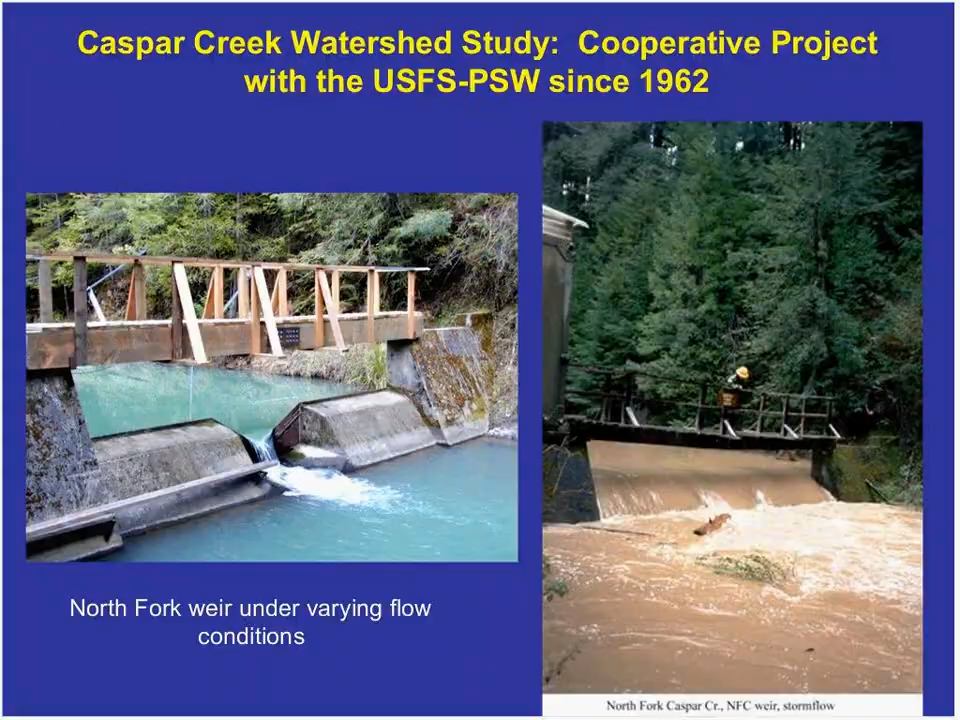 Caspar Creek Watershed Study:  Cooperative Project
with the USFS-PSW since 1962
North Fork weir under varying flow
conditions
North Fork Caspar Cr., NFC weir, stormflow